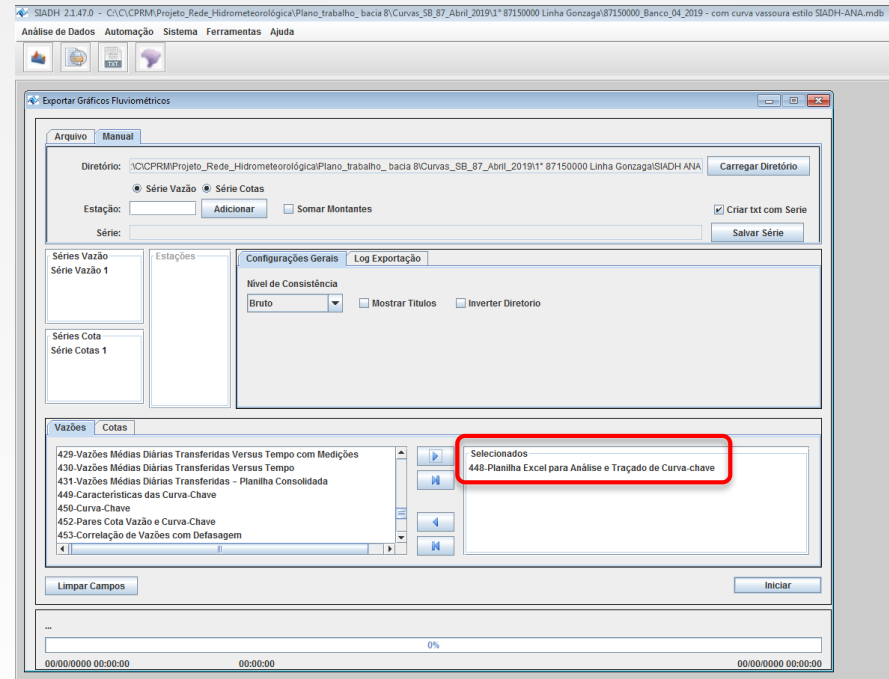 SIADH 2.1.47.0 - C:\C\CPRM\Projeto_Rede_Hidrometeorológica\Plano_trabalho_ bacia 8\Curvas_SB_87_Abril_2019\1° 87150000 Linha Gonzaga\87150000_Banco_04_2019 - com curva vassoura estilo SIADH-ANA.mdb
Análise de Dados Automação Sistema Ferramentas Ajuda
TXT
Exportar Gráficos Fluviométricos
Arquivo Manual
Diretório: :\C\CPRM\Projeto_Rede_Hidrometeorológica\Plano_trabalho_ bacia 8\Curvas_SB_87_Abril_2019\1° 87150000 Linha Gonzaga\SIADH ANA Carregar Diretório
Série Vazão Série Cotas
Estação: Adicionar Somar Montantes Criar txt com Serie
Série: Salvar Série
Séries Vazão Estações Configurações Gerais Log Exportação
Série Vazão 1
Nível de Consistência
Bruto Mostrar Titulos Inverter Diretorio
Séries Cota
Série Cotas 1
Vazões Cotas
429-Vazões Médias Diárias Transferidas Versus Tempo com Medições
430-Vazões Médias Diárias Transferidas Versus Tempo
431-Vazões Médias Diárias Transferidas – Planilha Consolidada
449-Características das Curva-Chave
450-Curva-Chave
452-Pares Cota Vazão e Curva-Chave
453-Correlação de Vazões com Defasagem
Selecionados
448-Planilha Excel para Análise e Traçado de Curva-chave
Limpar Campos Iniciar
...
0%
00/00/0000 00:00:00 00:00:00 00/00/0000 00:00:00